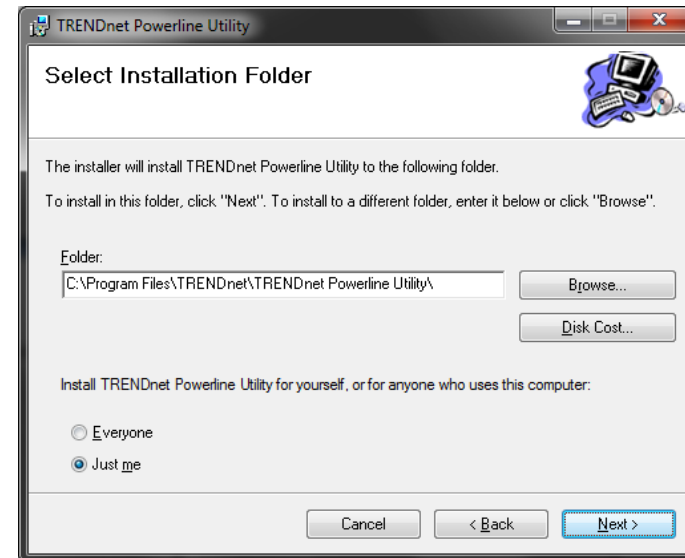 TRENDnet Powerline Utility
Select Installation Folder
The installer will install TRENDnet Powerline Utility to the following folder.
To install in this folder, click "Next". To install to a different folder, enter it below or click "Browse".
Folder:
C:\Program Files\TRENDnet\TRENDnet Powerline Utility\
Browse...
Disk Cost...
Install TRENDnet Powerline Utility for yourself, or for anyone who uses this computer:
Everyone
Just me
Cancel
< Back
Next >